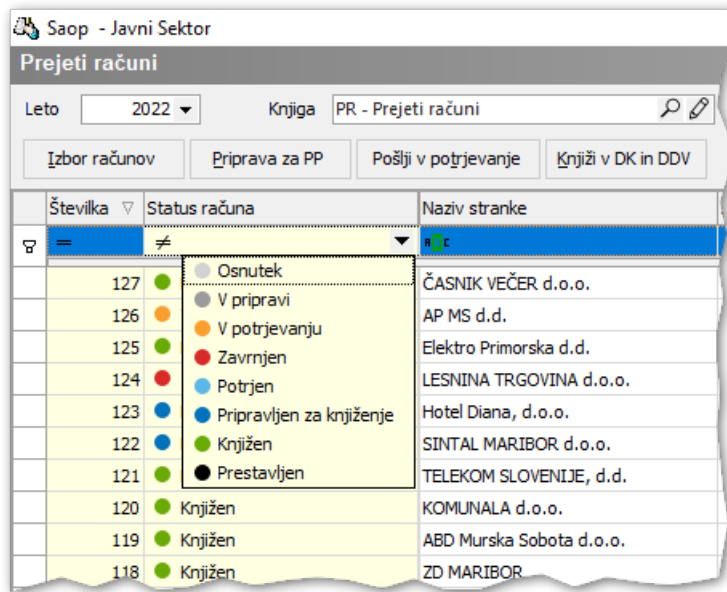 Saop - Javni Sektor
Prejeti računi
Leto 2022 Knjiga PR - Prejeti računi
Izbor računov Priprava za PP Pošlji v potrjevanje Knjiži v DK in DDV
Številka Status računa Naziv stranke
= ≠
Osnutek
127 ČASNIK VEČER d.o.o.
V pripravi
126 V potrjevanju AP MS d.d.
125 Zavrnjen Elektro Primorska d.d.
124 Potrjen LESNINA TRGOVINA d.o.o.
123 Pripravljen za knjiženje Hotel Diana, d.o.o.
122 Knjižen SINTAL MARIBOR d.o.o.
121 Prestavljen TELEKOM SLOVENIJE, d.d.
120 Knjižen KOMUNALA d.o.o.
119 Knjižen ABD Murska Sobota d.o.o.
118 Knjižen ZD MARIBOR